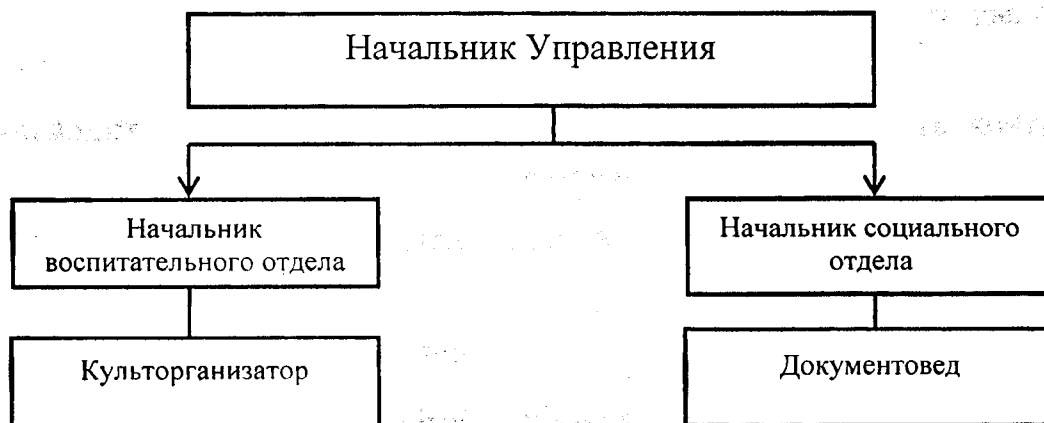 Начальник Управления
Начальник
воспитательного отдела
Начальник социального
отдела
Культорганизатор
Документовед